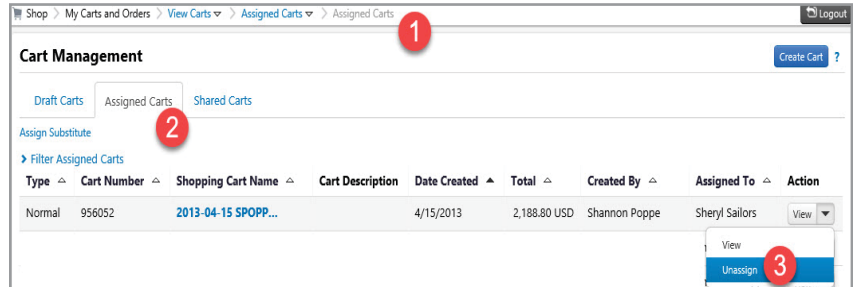 Shop > My Carts and Orders > View Carts > Assigned Carts > Assigned Carts
1
Logout
Cart Management
Create Cart ?
Draft Carts Assigned Carts Shared Carts
2
Assign Substitute
Filter Assigned Carts
Type Cart Number Shopping Cart Name Cart Description Date Created Total Created By Assigned To Action
Normal 956052 2013-04-15 SPOPP... 4/15/2013 2,188.80 USD Shannon Poppe Sheryl Sailors View
View
Unassign
3